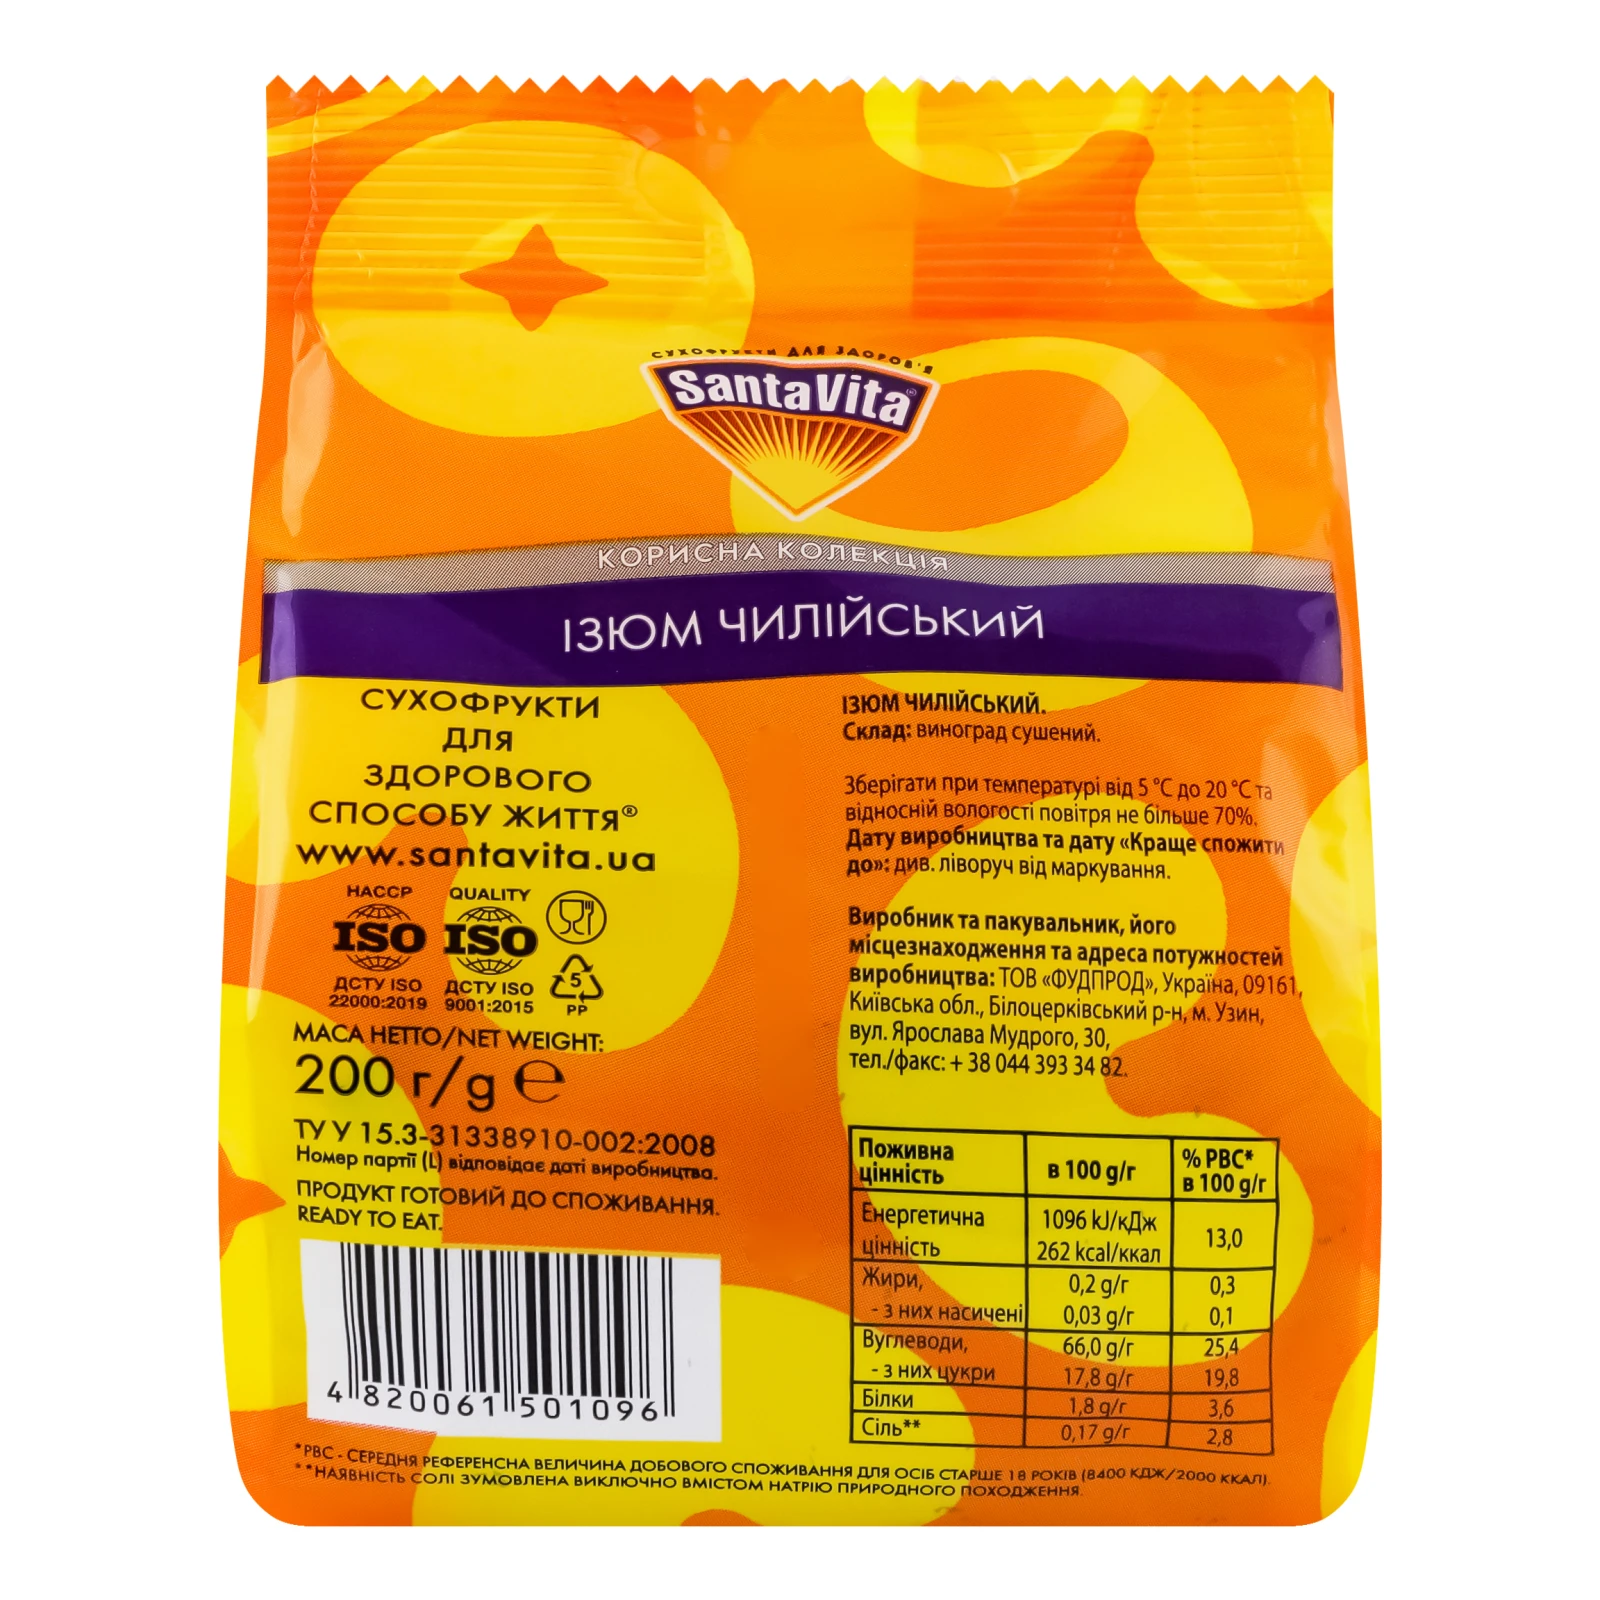 СУХОФРУКТИ ДЛЯ ЗДОРОВ'Я
SantaVita®
КОРИСНА КОЛЕКЦІЯ
ІЗЮМ ЧИЛІЙСЬКИЙ
СУХОФРУКТИ
ДЛЯ
ЗДОРОВОГО
СПОСОБУ ЖИТТЯ®
www.santavita.ua
HACCP QUALITY
ISO ISO
ДСТУ ISO ДСТУ ISO
22000:2019 9001:2015
5
PP
МАСА НЕТТО/NET WEIGHT:
200 г/g ℮
ТУ У 15.3-31338910-002:2008
Номер партії (L) відповідає даті виробництва.
ПРОДУКТ ГОТОВИЙ ДО СПОЖИВАННЯ.
READY TO EAT.
4 820061 501096
ІЗЮМ ЧИЛІЙСЬКИЙ.
Склад: виноград сушений.
Зберігати при температурі від 5 °С до 20 °С та
відносній вологості повітря не більше 70%.
Дату виробництва та дату «Краще спожити
до»: див. ліворуч від маркування.
Виробник та пакувальник, його
місцезнаходження та адреса потужностей
виробництва: ТОВ «ФУДПРОД», Україна, 09161,
Київська обл., Білоцерківський р-н, м. Узин,
вул. Ярослава Мудрого, 30,
тел./факс: + 38 044 393 34 82.
Поживна цінність в 100 g/г % РВС* в 100 g/г
Енергетична цінність 1096 kJ/кДж 262 kcal/ккал 13,0
Жири, 0,2 g/г 0,3
- з них насичені 0,03 g/г 0,1
Вуглеводи, 66,0 g/г 25,4
- з них цукри 17,8 g/г 19,8
Білки 1,8 g/г 3,6
Сіль** 0,17 g/г 2,8
*РВС - СЕРЕДНЯ РЕФЕРЕНСНА ВЕЛИЧИНА ДОБОВОГО СПОЖИВАННЯ ДЛЯ ОСІБ СТАРШЕ 18 РОКІВ (8400 КДЖ/2000 ККАЛ).
**НАЯВНІСТЬ СОЛІ ЗУМОВЛЕНА ВИКЛЮЧНО ВМІСТОМ НАТРІЮ ПРИРОДНОГО ПОХОДЖЕННЯ.